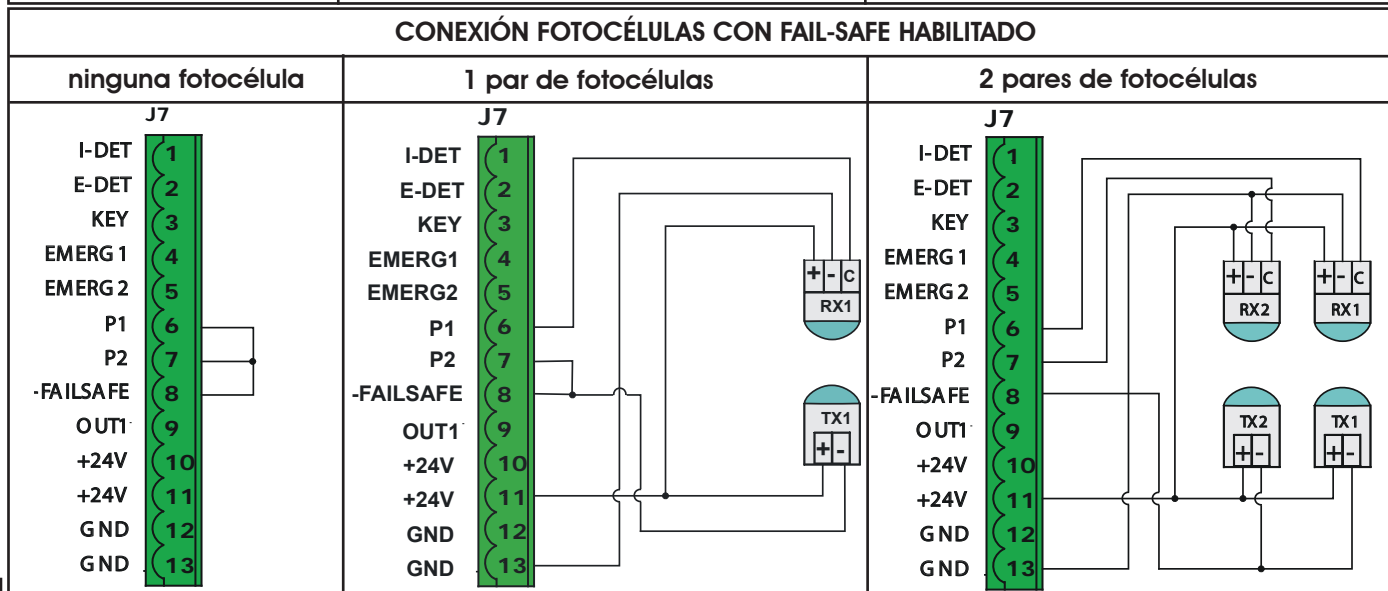 CONEXIÓN FOTOCÉLULAS CON FAIL-SAFE HABILITADO
ninguna fotocélula
J7
I-DET 1
E-DET 2
KEY 3
EMERG 1 4
EMERG 2 5
P1 6
P2 7
-FAILSAFE 8
OUT1 9
+24V 10
+24V 11
GND 12
GND 13
1 par de fotocélulas
J7
I-DET 1
E-DET 2
KEY 3
EMERG1 4
EMERG2 5
P1 6
P2 7
-FAILSAFE 8
OUT1 9
+24V 10
+24V 11
GND 12
GND 13
+ - C
RX1
TX1
+ -
2 pares de fotocélulas
J7
I-DET 1
E-DET 2
KEY 3
EMERG 1 4
EMERG 2 5
P1 6
P2 7
-FAILSAFE 8
OUT1 9
+24V 10
+24V 11
GND 12
GND 13
+ - C
RX2
+ - C
RX1
TX2
+ -
TX1
+ -